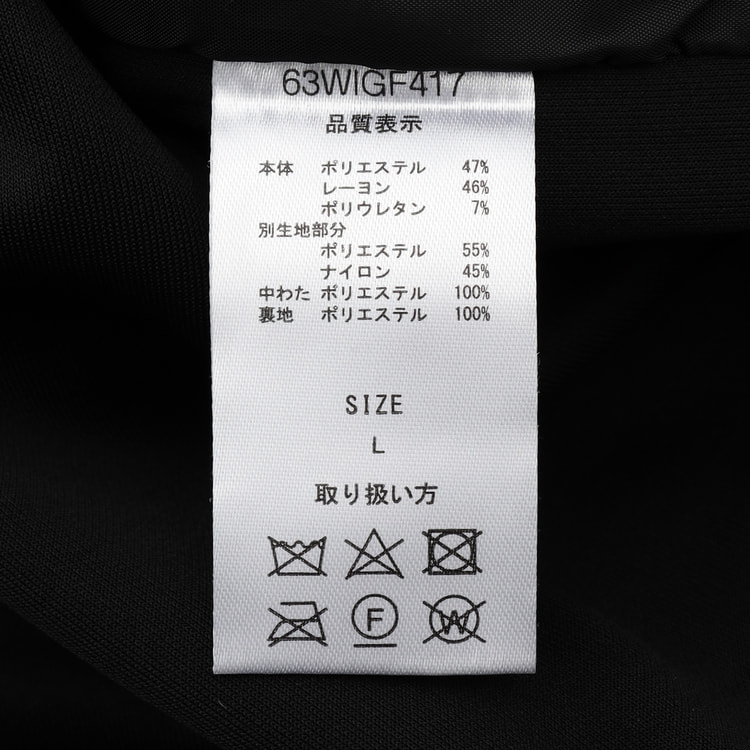 63WIGF417
品質表示
本体 ポリエステル 47%
レーヨン 46%
ポリウレタン 7%
別生地部分
ポリエステル 55%
ナイロン 45%
中わた ポリエステル 100%
裏地 ポリエステル 100%
SIZE
L
取り扱い方
F W